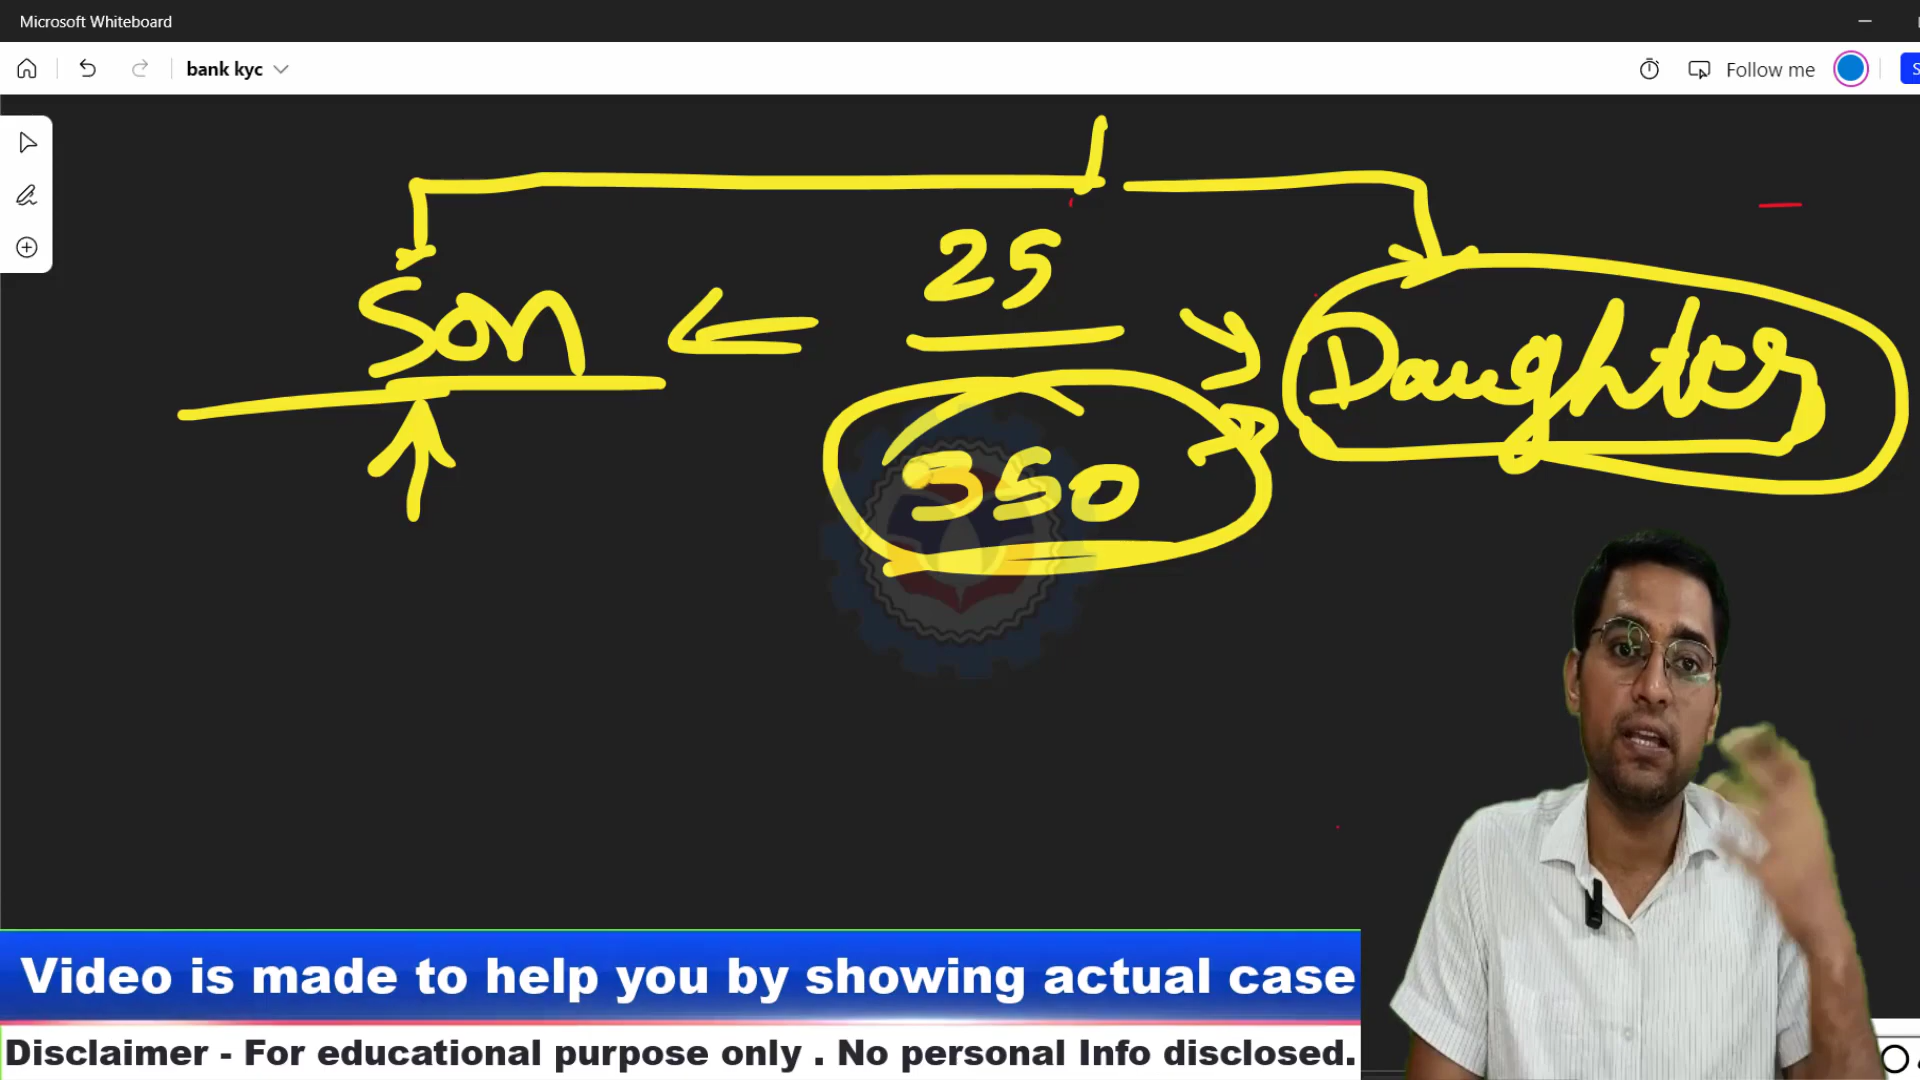 Microsoft Whiteboard
bank kyc
Follow me
25
Son
Daughter
350
Video is made to help you by showing actual case
Disclaimer - For educational purpose only . No personal Info disclosed.